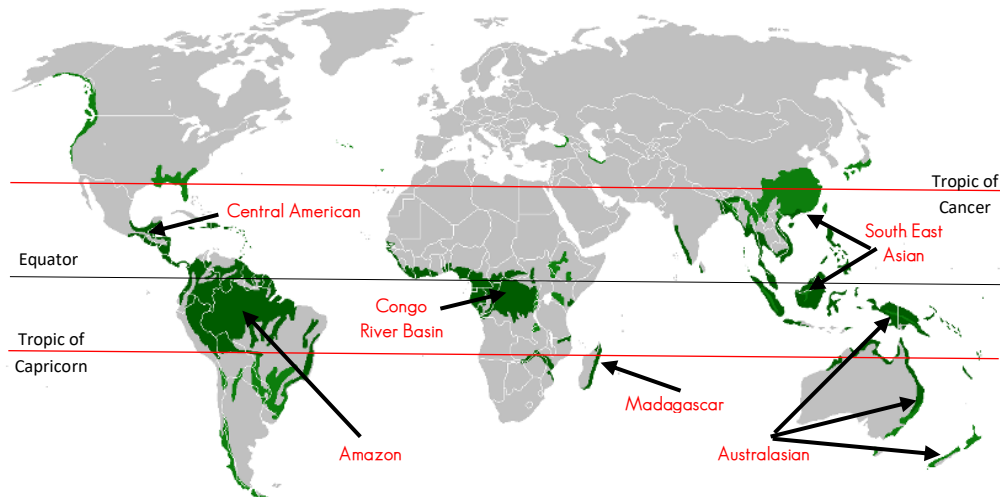 Tropic of
Cancer
Central American
South East
Asian
Equator
Congo
River Basin
Tropic of
Capricorn
Madagascar
Amazon
Australasian